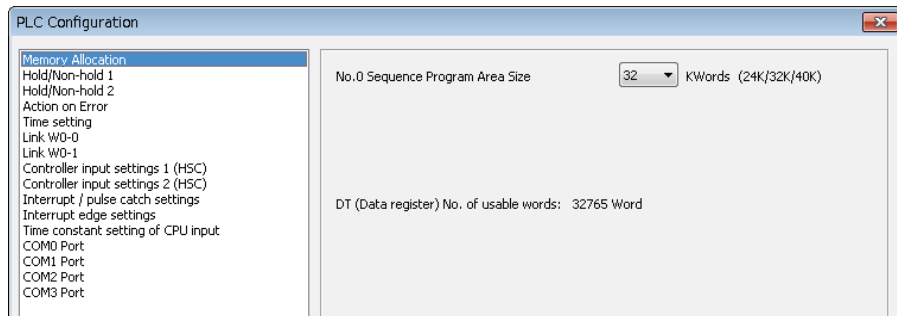 PLC Configuration
Memory Allocation
Hold/Non-hold 1
Hold/Non-hold 2
Action on Error
Time setting
Link W0-0
Link W0-1
Controller input settings 1 (HSC)
Controller input settings 2 (HSC)
Interrupt / pulse catch settings
Interrupt edge settings
Time constant setting of CPU input
COM0 Port
COM1 Port
COM2 Port
COM3 Port
No.0 Sequence Program Area Size 32 KWords (24K/32K/40K)
DT (Data register) No. of usable words: 32765 Word